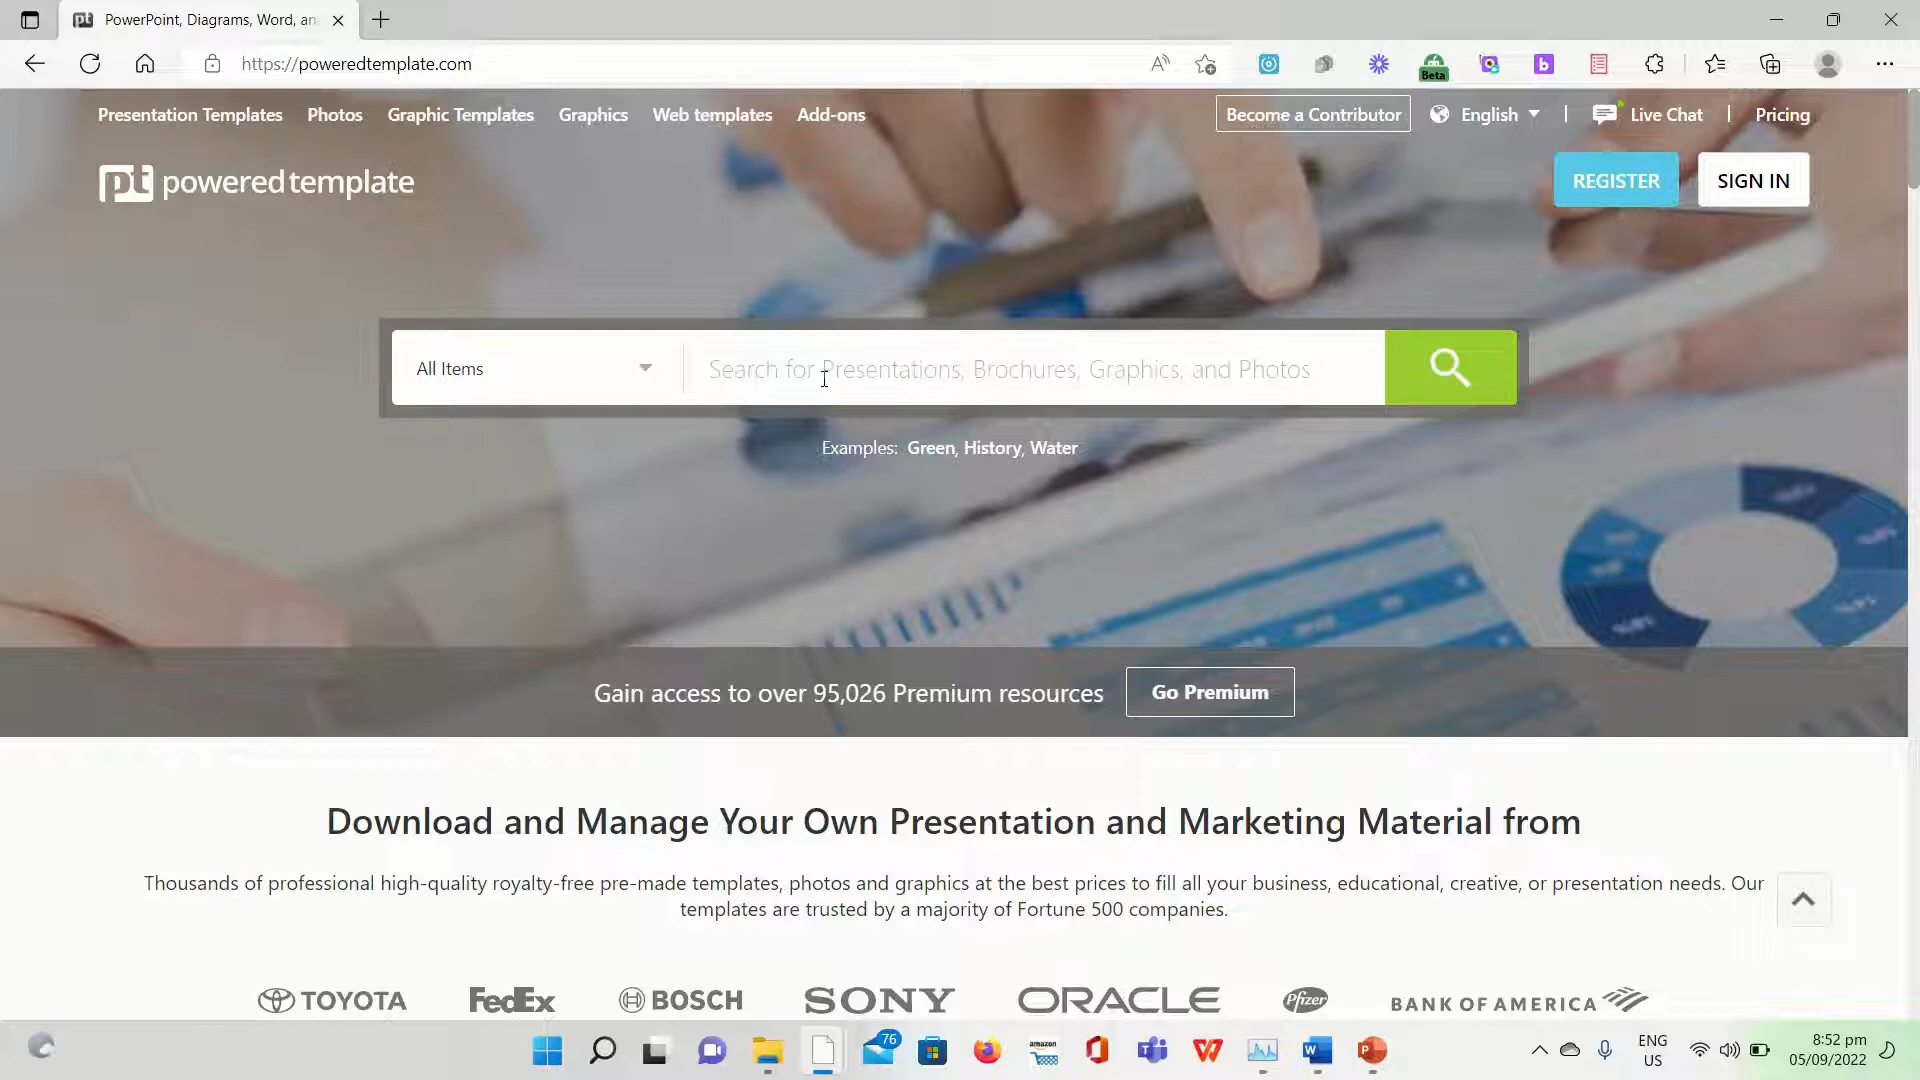 PowerPoint, Diagrams, Word, an
https://poweredtemplate.com
Beta
Presentation Templates
Photos
Graphic Templates
Graphics
Web templates
Add-ons
Become a Contributor
English
Live Chat
Pricing
pt poweredtemplate
REGISTER
SIGN IN
All Items
Search for Presentations, Brochures, Graphics, and Photos
Examples: Green, History, Water
Gain access to over 95,026 Premium resources
Go Premium
Download and Manage Your Own Presentation and Marketing Material from
Thousands of professional high-quality royalty-free pre-made templates, photos and graphics at the best prices to fill all your business, educational, creative, or presentation needs. Our
templates are trusted by a majority of Fortune 500 companies.
TOYOTA
FedEx
BOSCH
SONY
ORACLE
Pfizer
BANK OF AMERICA
76
amazon
ENG
US
8:52 pm
05/09/2022